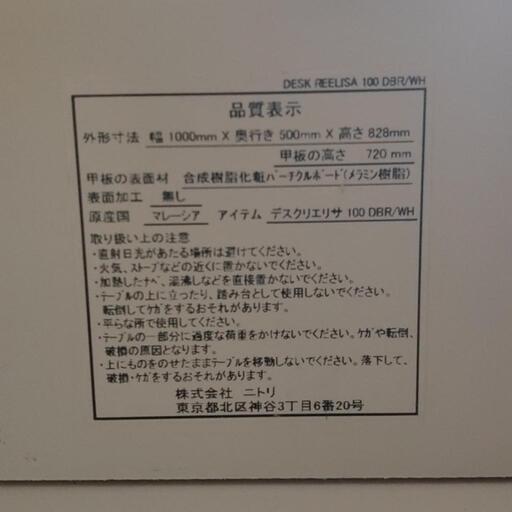 DESK REELISA 100 DBR/WH
品質表示
外形寸法 幅 1000mm X 奥行き 500mm X 高さ 828mm
甲板の高さ 720 mm
甲板の表面材 合成樹脂化粧パーチクルボード(メラミン樹脂)
表面加工 無し
原産国 マレーシア アイテム デスクリエリサ 100 DBR/WH
取り扱い上の注意
・直射日光があたる場所は避けてください。
・火気、ストーブなどの近くに置かないでください。
・加熱したナベ、湯沸しなどを直接置かないでください。
・テーブルの上に立ったり、踏み台として使用しないでください。
転倒してケガをするおそれがあります。
・平らな所で使用してください。
・テーブルの一部分に過度な荷重をかけないでください。ケガや転倒、
破損の原因となります。
・上にものをのせたままテーブルを移動しないでください。落下して、
破損・ケガをするおそれがあります。
株式会社 ニトリ
東京都北区神谷3丁目6番20号